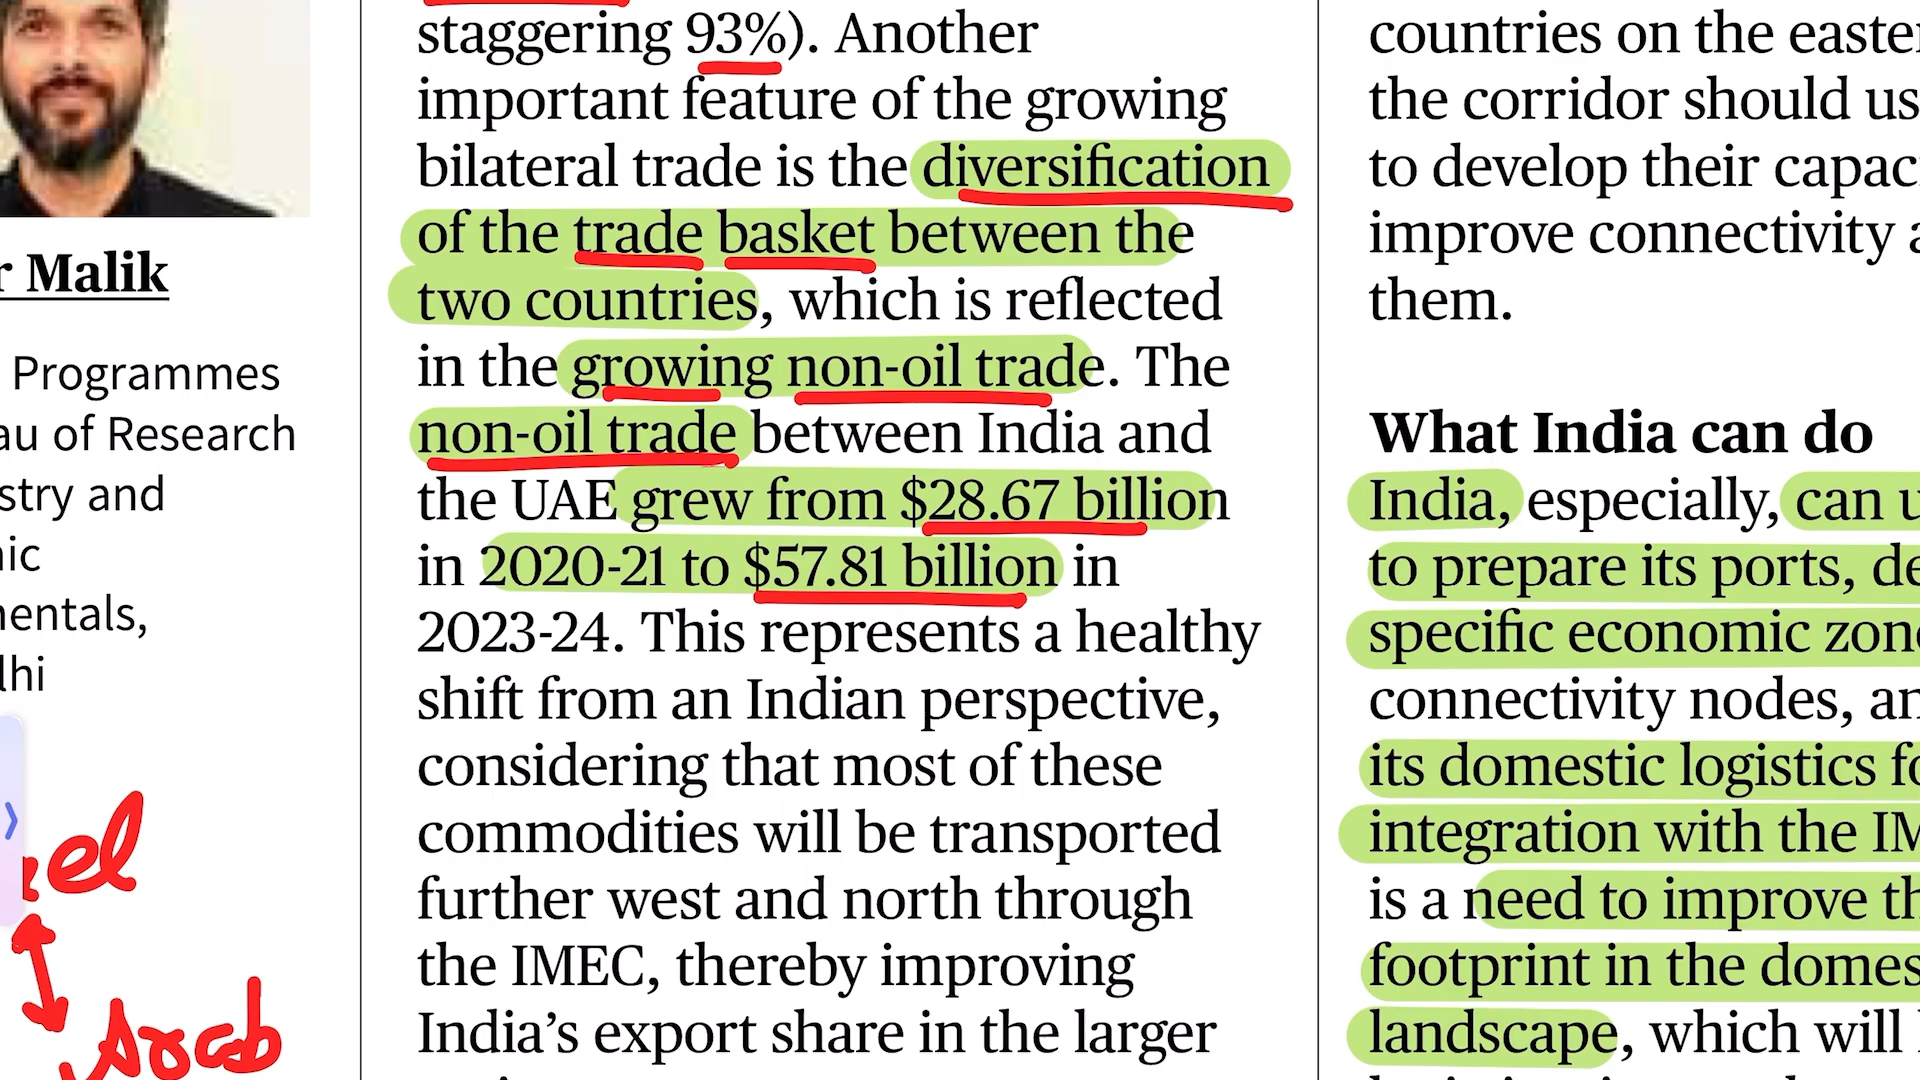 r Malik
Programmes
au of Research
stry and
nic
mentals,
lhi
el
Arab
staggering 93%). Another
important feature of the growing
bilateral trade is the diversification
of the trade basket between the
two countries, which is reflected
in the growing non-oil trade. The
non-oil trade between India and
the UAE grew from $28.67 billion
in 2020-21 to $57.81 billion in
2023-24. This represents a healthy
shift from an Indian perspective,
considering that most of these
commodities will be transported
further west and north through
the IMEC, thereby improving
India’s export share in the larger
countries on the easter
the corridor should us
to develop their capac
improve connectivity a
them.
What India can do
India, especially, can u
to prepare its ports, de
specific economic zon
connectivity nodes, an
its domestic logistics fo
integration with the IM
is a need to improve th
footprint in the domes
landscape, which will